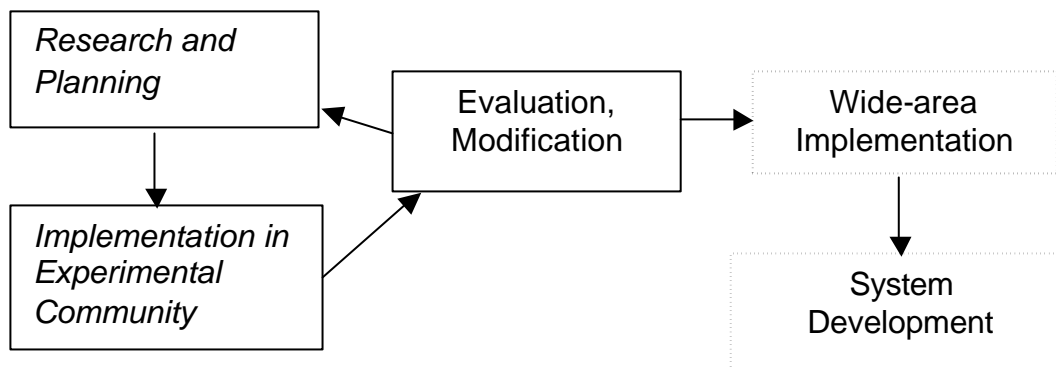 Research and
Planning
Implementation in
Experimental
Community
Evaluation,
Modification
Wide-area
Implementation
System
Development